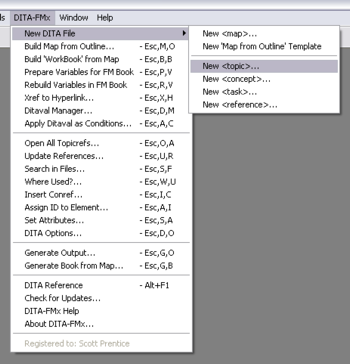 ls DITA-FMx Window Help
New DITA File
Build Map from Outline... - Esc,M,O
Build 'WorkBook' from Map - Esc,B,B
Prepare Variables for FM Book - Esc,P,V
Rebuild Variables in FM Book - Esc,R,V
Xref to Hyperlink... - Esc,X,H
Ditaval Manager... - Esc,D,M
Apply Ditaval as Conditions... - Esc,A,C
Open All Topicrefs... - Esc,O,A
Update References... - Esc,U,R
Search in Files... - Esc,S,F
Where Used?... - Esc,W,U
Insert Conref... - Esc,I,C
Assign ID to Element... - Esc,A,I
Set Attributes... - Esc,S,A
DITA Options... - Esc,D,O
Generate Output... - Esc,G,O
Generate Book from Map... - Esc,G,B
DITA Reference - Alt+F1
Check for Updates...
DITA-FMx Help
About DITA-FMx...
Registered to: Scott Prentice
New <map>...
New 'Map from Outline' Template
New <topic>...
New <concept>...
New <task>...
New <reference>...